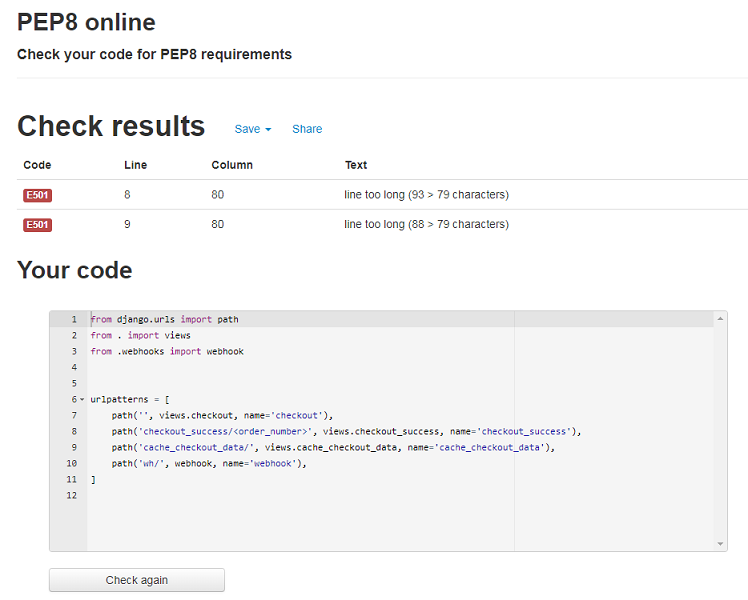 PEP8 online
Check your code for PEP8 requirements
Check results Save Share
Code Line Column Text
E501 8 80 line too long (93 > 79 characters)
E501 9 80 line too long (88 > 79 characters)
Your code
1 from django.urls import path
2 from . import views
3 from .webhooks import webhook
4
5
6 urlpatterns = [
7 path('', views.checkout, name='checkout'),
8 path('checkout_success/<order_number>', views.checkout_success, name='checkout_success'),
9 path('cache_checkout_data/', views.cache_checkout_data, name='cache_checkout_data'),
10 path('wh/', webhook, name='webhook'),
11 ]
12
Check again